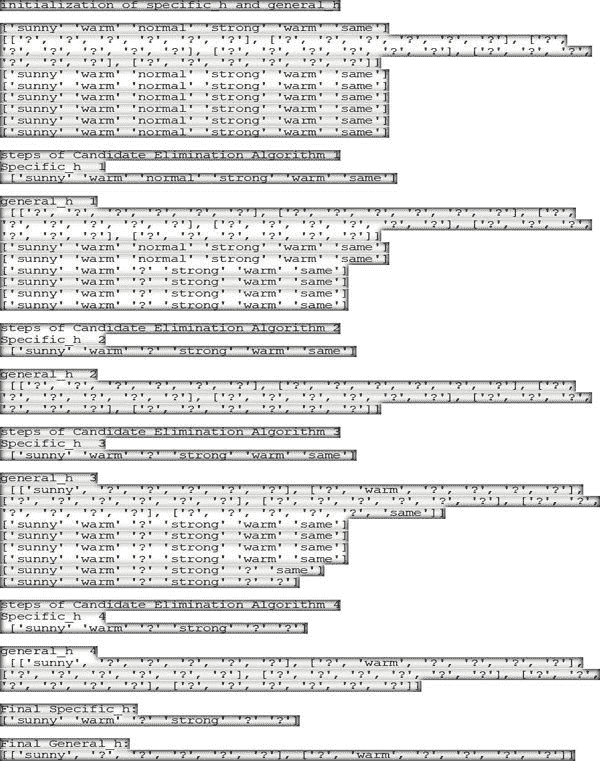 initialization of specific_h and general_h
['sunny' 'warm' 'normal' 'strong' 'warm' 'same']
[['?', '?', '?', '?', '?', '?'], ['?', '?', '?', '?', '?', '?'], ['?',
'?', '?', '?', '?', '?'], ['?', '?', '?', '?', '?', '?'], ['?', '?', '?',
'?', '?', '?'], ['?', '?', '?', '?', '?', '?']]
['sunny' 'warm' 'normal' 'strong' 'warm' 'same']
['sunny' 'warm' 'normal' 'strong' 'warm' 'same']
['sunny' 'warm' 'normal' 'strong' 'warm' 'same']
['sunny' 'warm' 'normal' 'strong' 'warm' 'same']
['sunny' 'warm' 'normal' 'strong' 'warm' 'same']
['sunny' 'warm' 'normal' 'strong' 'warm' 'same']
steps of Candidate Elimination Algorithm 1
Specific_h  1
['sunny' 'warm' 'normal' 'strong' 'warm' 'same']
general_h  1
[['?', '?', '?', '?', '?', '?'], ['?', '?', '?', '?', '?', '?'], ['?',
'?', '?', '?', '?', '?'], ['?', '?', '?', '?', '?', '?'], ['?', '?', '?',
'?', '?', '?'], ['?', '?', '?', '?', '?', '?']]
['sunny' 'warm' 'normal' 'strong' 'warm' 'same']
['sunny' 'warm' 'normal' 'strong' 'warm' 'same']
['sunny' 'warm' '?' 'strong' 'warm' 'same']
['sunny' 'warm' '?' 'strong' 'warm' 'same']
['sunny' 'warm' '?' 'strong' 'warm' 'same']
['sunny' 'warm' '?' 'strong' 'warm' 'same']
steps of Candidate Elimination Algorithm 2
Specific_h  2
['sunny' 'warm' '?' 'strong' 'warm' 'same']
general_h  2
[['?', '?', '?', '?', '?', '?'], ['?', '?', '?', '?', '?', '?'], ['?',
'?', '?', '?', '?', '?'], ['?', '?', '?', '?', '?', '?'], ['?', '?', '?',
'?', '?', '?'], ['?', '?', '?', '?', '?', '?']]
steps of Candidate Elimination Algorithm 3
Specific_h  3
['sunny' 'warm' '?' 'strong' 'warm' 'same']
general_h  3
[['sunny', '?', '?', '?', '?', '?'], ['?', 'warm', '?', '?', '?', '?'],
['?', '?', '?', '?', '?', '?'], ['?', '?', '?', '?', '?', '?'], ['?', '?',
'?', '?', '?', '?'], ['?', '?', '?', '?', '?', 'same']]
['sunny' 'warm' '?' 'strong' 'warm' 'same']
['sunny' 'warm' '?' 'strong' 'warm' 'same']
['sunny' 'warm' '?' 'strong' 'warm' 'same']
['sunny' 'warm' '?' 'strong' 'warm' 'same']
['sunny' 'warm' '?' 'strong' '?' 'same']
['sunny' 'warm' '?' 'strong' '?' '?']
steps of Candidate Elimination Algorithm 4
Specific_h  4
['sunny' 'warm' '?' 'strong' '?' '?']
general_h  4
[['sunny', '?', '?', '?', '?', '?'], ['?', 'warm', '?', '?', '?', '?'],
['?', '?', '?', '?', '?', '?'], ['?', '?', '?', '?', '?', '?'], ['?', '?',
'?', '?', '?', '?'], ['?', '?', '?', '?', '?', '?']]
Final Specific_h:
['sunny' 'warm' '?' 'strong' '?' '?']
Final General_h:
[['sunny', '?', '?', '?', '?', '?'], ['?', 'warm', '?', '?', '?', '?']]